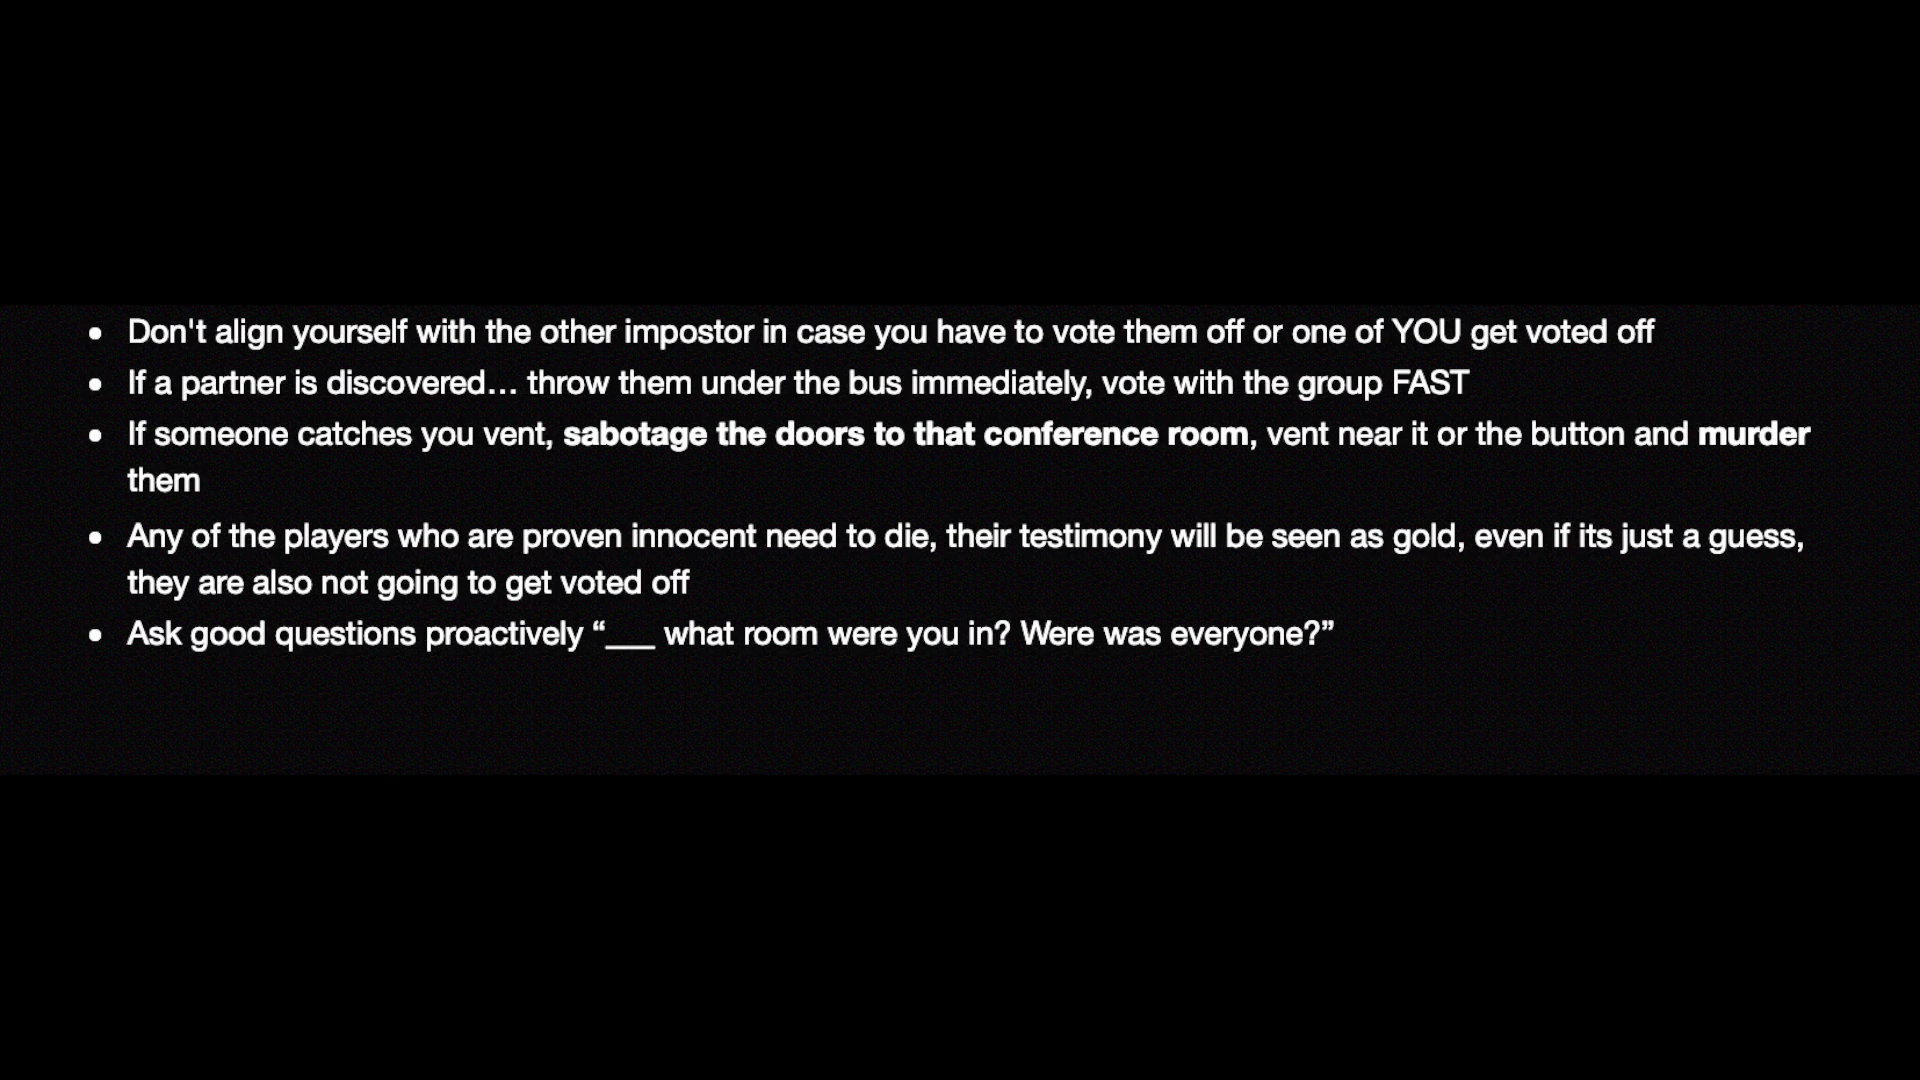 • Don't align yourself with the other impostor in case you have to vote them off or one of YOU get voted off
• If a partner is discovered… throw them under the bus immediately, vote with the group FAST
• If someone catches you vent, sabotage the doors to that conference room, vent near it or the button and murder
them
• Any of the players who are proven innocent need to die, their testimony will be seen as gold, even if its just a guess,
they are also not going to get voted off
• Ask good questions proactively “___ what room were you in? Were was everyone?”